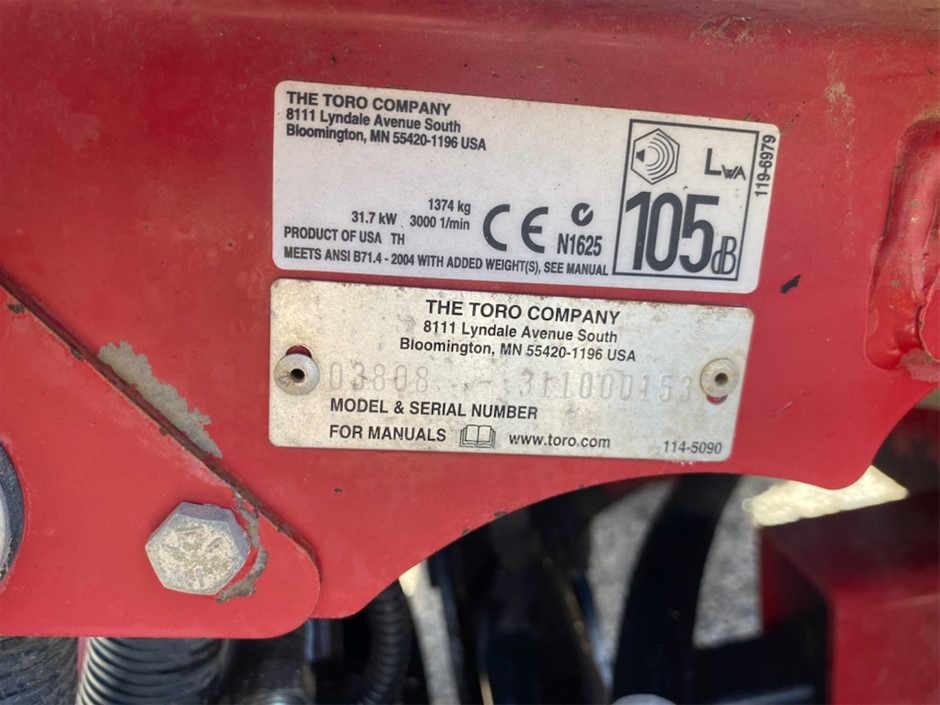 THE TORO COMPANY
8111 Lyndale Avenue South
Bloomington, MN 55420-1196 USA
1374 kg
31.7 kW 3000 1/min
PRODUCT OF USA TH
MEETS ANSI B71.4 - 2004 WITH ADDED WEIGHT(S), SEE MANUAL
CE
N1625
LWA
105dB
119-6979
THE TORO COMPANY
8111 Lyndale Avenue South
Bloomington, MN 55420-1196 USA
03808 - 311000153
MODEL & SERIAL NUMBER
FOR MANUALS www.toro.com
114-5090